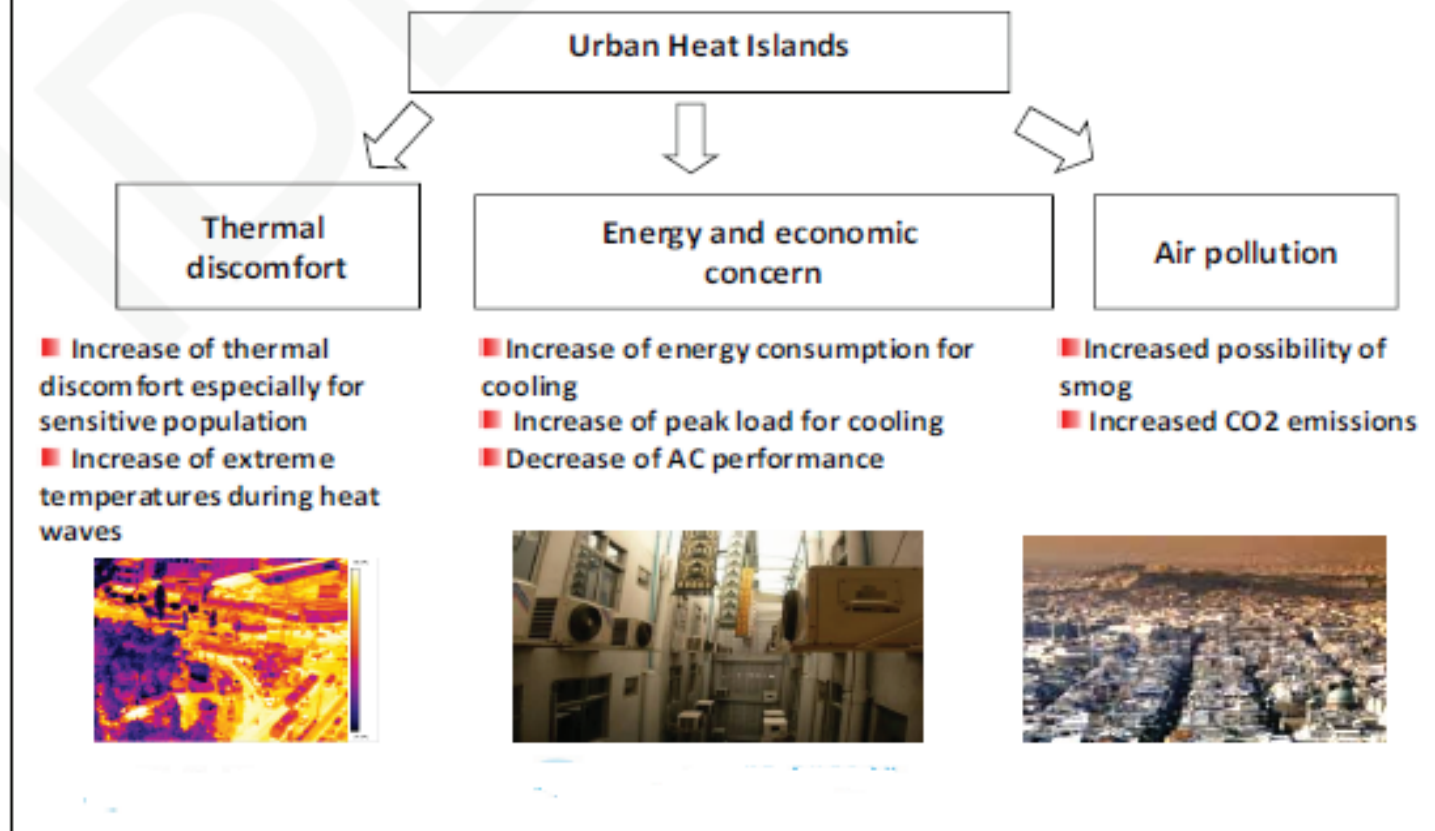 Urban Heat Islands
Thermal
discomfort
Energy and economic
concern
Air pollution
Increase of thermal
discomfort especially for
sensitive population
Increase of extreme
temperatures during heat
waves
Increase of energy consumption for
cooling
Increase of peak load for cooling
Decrease of AC performance
Increased possibility of
smog
Increased CO2 emissions